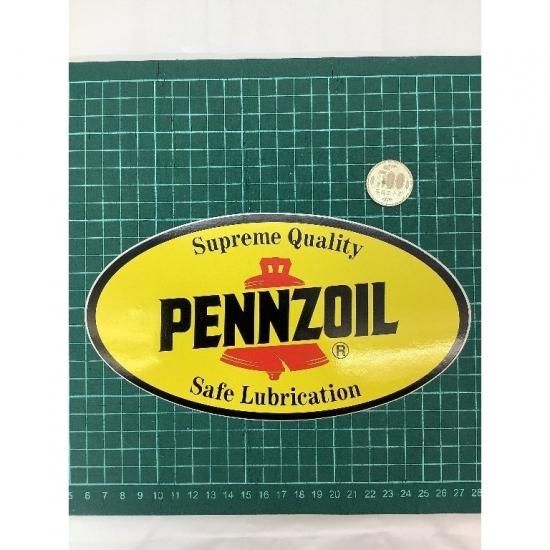 500
Supreme Quality
PENNZOIL
®
Safe Lubrication
5 6 7 8 9 10 11 12 13 14 15 16 17 18 19 20 21 22 23 24 25 26 27 28